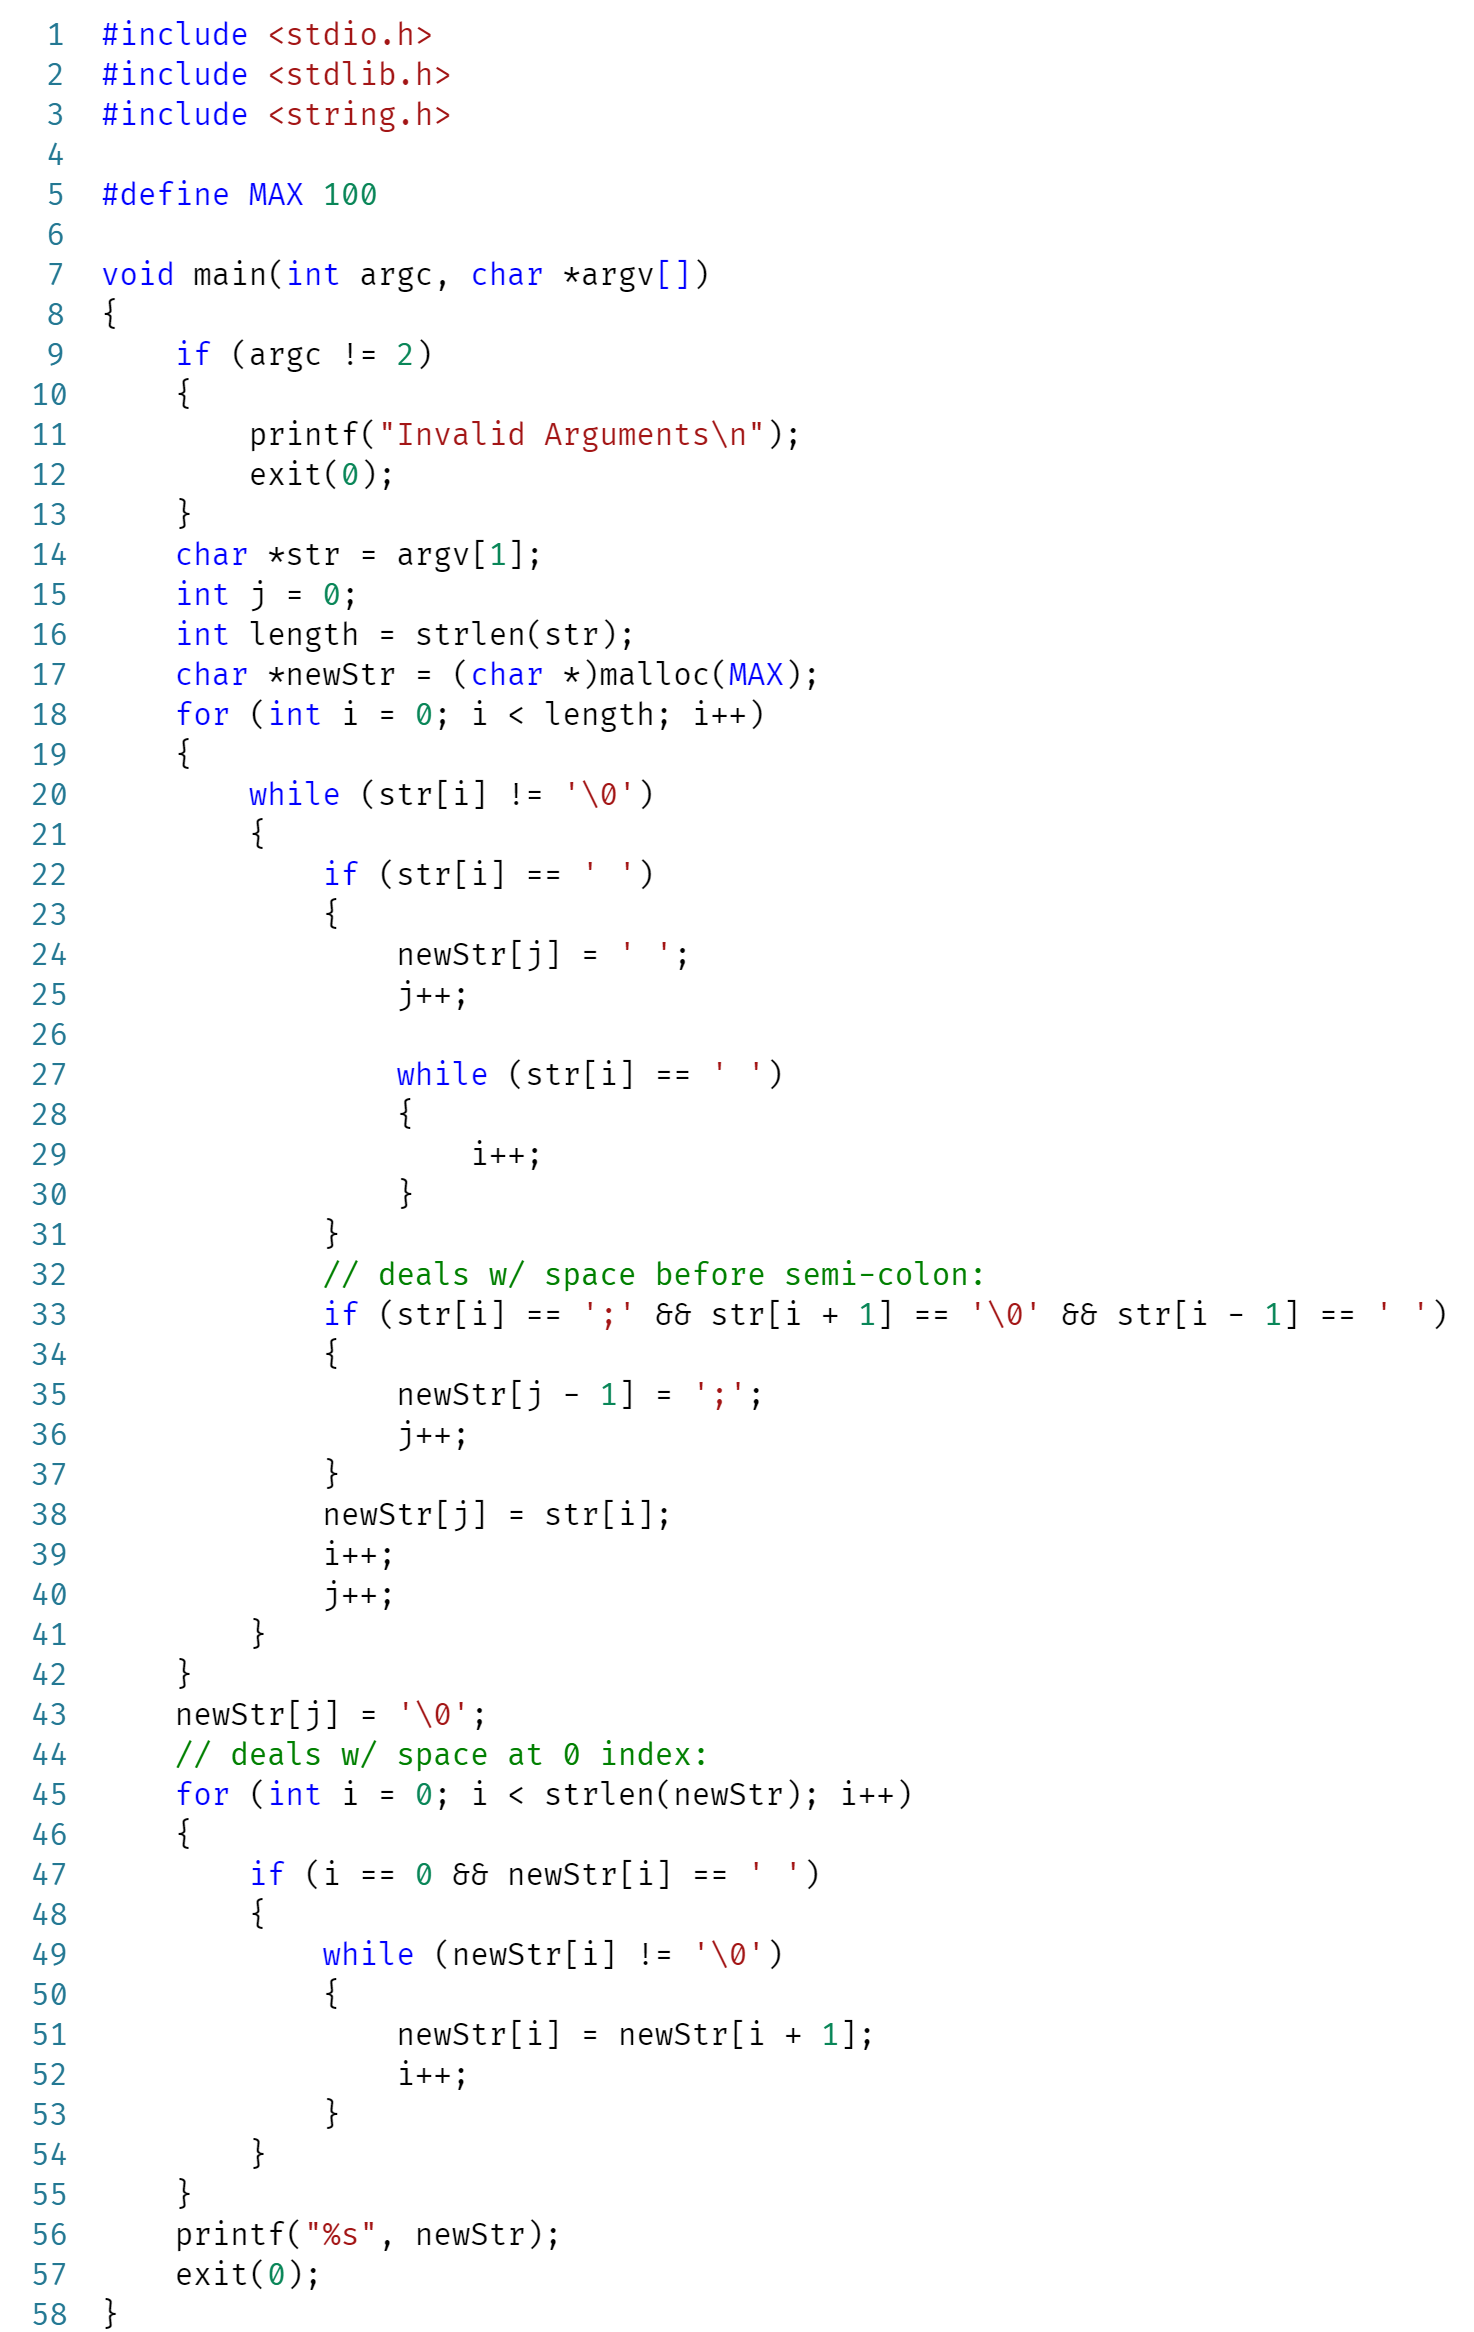 1 #include <stdio.h>
2 #include <stdlib.h>
3 #include <string.h>
4
5 #define MAX 100
6
7 void main(int argc, char *argv[])
8 {
9     if (argc != 2)
10     {
11         printf("Invalid Arguments\n");
12         exit(0);
13     }
14     char *str = argv[1];
15     int j = 0;
16     int length = strlen(str);
17     char *newStr = (char *)malloc(MAX);
18     for (int i = 0; i < length; i++)
19     {
20         while (str[i] != '\0')
21         {
22             if (str[i] == ' ')
23             {
24                 newStr[j] = ' ';
25                 j++;
26
27                 while (str[i] == ' ')
28                 {
29                     i++;
30                 }
31             }
32             // deals w/ space before semi-colon:
33             if (str[i] == ';' && str[i + 1] == '\0' && str[i - 1] == ' ')
34             {
35                 newStr[j - 1] = ';';
36                 j++;
37             }
38             newStr[j] = str[i];
39             i++;
40             j++;
41         }
42     }
43     newStr[j] = '\0';
44     // deals w/ space at 0 index:
45     for (int i = 0; i < strlen(newStr); i++)
46     {
47         if (i == 0 && newStr[i] == ' ')
48         {
49             while (newStr[i] != '\0')
50             {
51                 newStr[i] = newStr[i + 1];
52                 i++;
53             }
54         }
55     }
56     printf("%s", newStr);
57     exit(0);
58 }